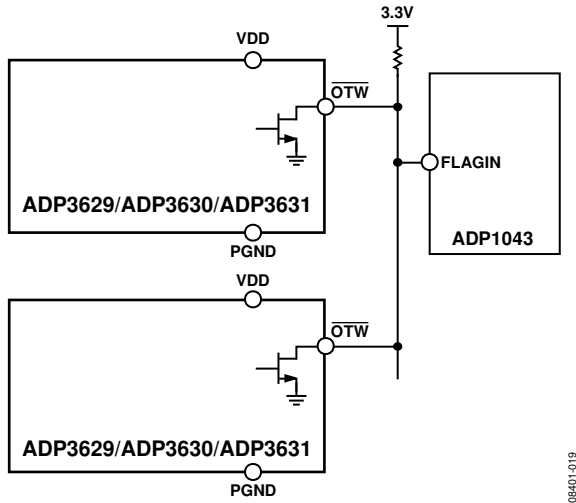 3.3V
VDD
OTW
FLAGIN
ADP3629/ADP3630/ADP3631
ADP1043
PGND
VDD
OTW
ADP3629/ADP3630/ADP3631
PGND
08401-019